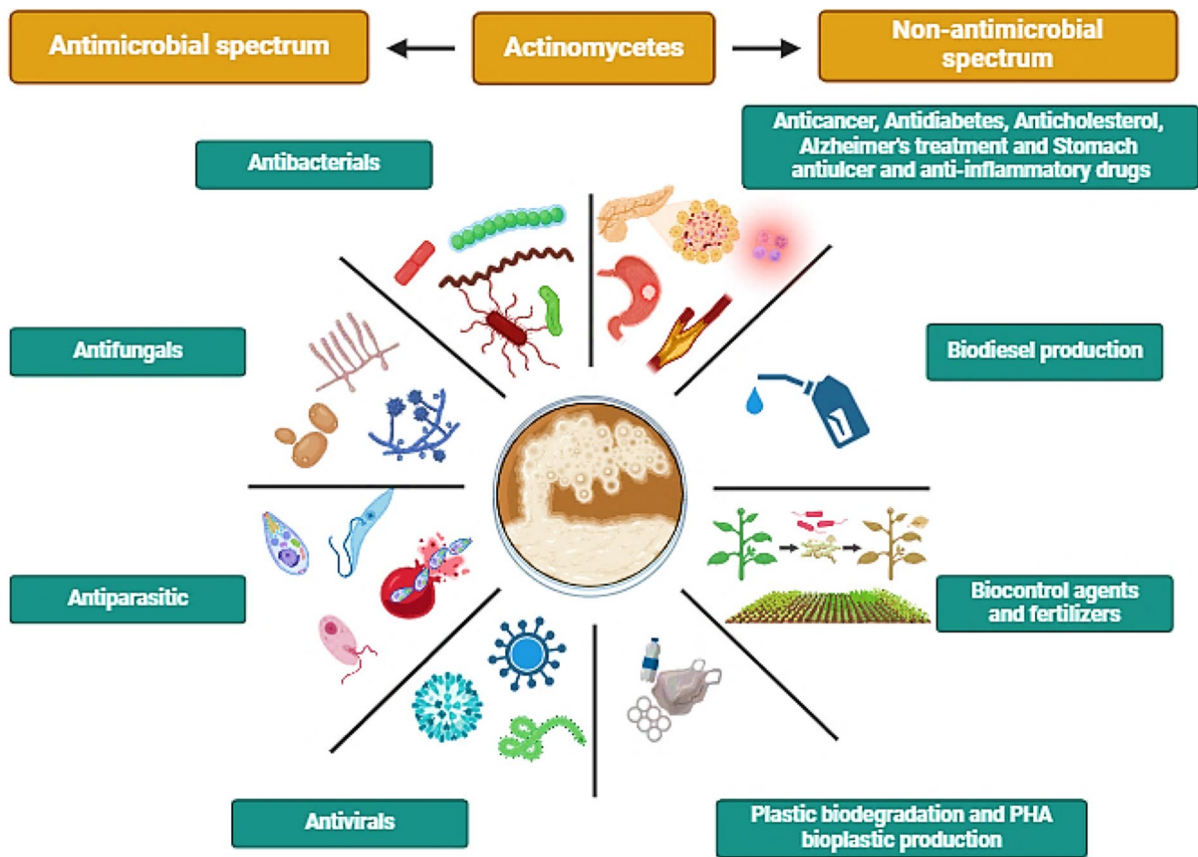 Antimicrobial spectrum
Actinomycetes
Non-antimicrobial
spectrum
Antibacterials
Anticancer, Antidiabetes, Anticholesterol,
Alzheimer's treatment and Stomach
antiulcer and anti-inflammatory drugs
Antifungals
Biodiesel production
Antiparasitic
Biocontrol agents
and fertilizers
Antivirals
Plastic biodegradation and PHA
bioplastic production